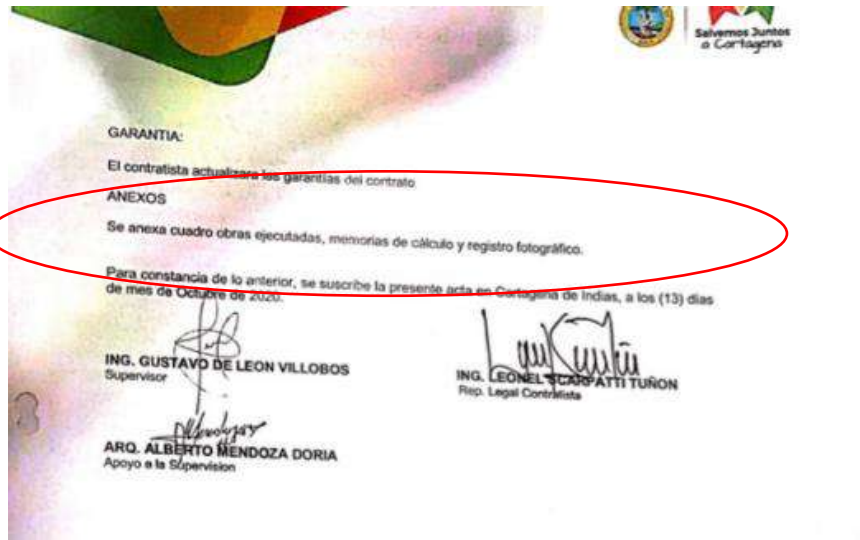 Salvemos Juntos
a Cartagena
GARANTIA:
El contratista actualizara las garantías del contrato
ANEXOS
Se anexa cuadro obras ejecutadas, memorias de cálculo y registro fotográfico.
Para constancia de lo anterior, se suscribe la presente acta en Cartagena de Indias, a los (13) días
de mes de Octubre de 2020.
ING. GUSTAVO DE LEON VILLOBOS
Supervisor
ING. LEONEL SCARPATTI TUÑON
Rep. Legal Contratista
ARQ. ALBERTO MENDOZA DORIA
Apoyo a la Supervision